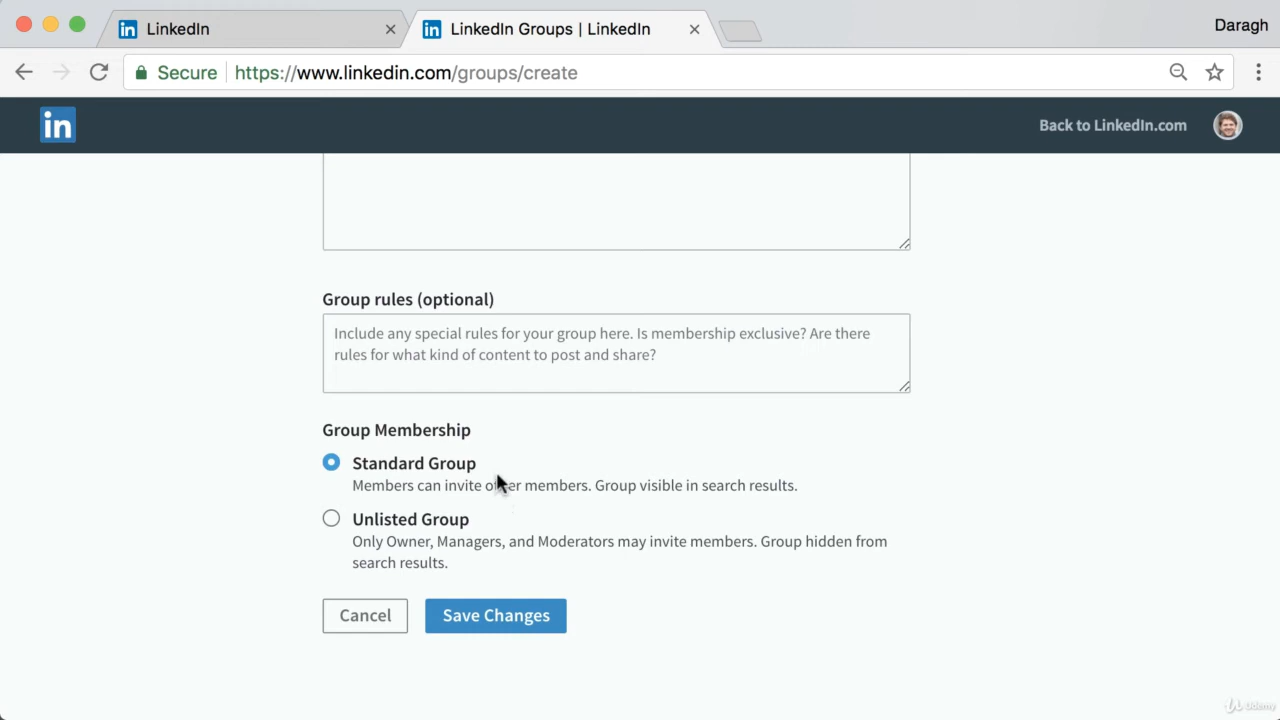 LinkedIn
LinkedIn Groups | LinkedIn
Daragh
Secure
https://www.linkedin.com/groups/create
in
Back to LinkedIn.com
Group rules (optional)
Include any special rules for your group here. Is membership exclusive? Are there
rules for what kind of content to post and share?
Group Membership
Standard Group
Members can invite other members. Group visible in search results.
Unlisted Group
Only Owner, Managers, and Moderators may invite members. Group hidden from
search results.
Cancel
Save Changes
Udemy